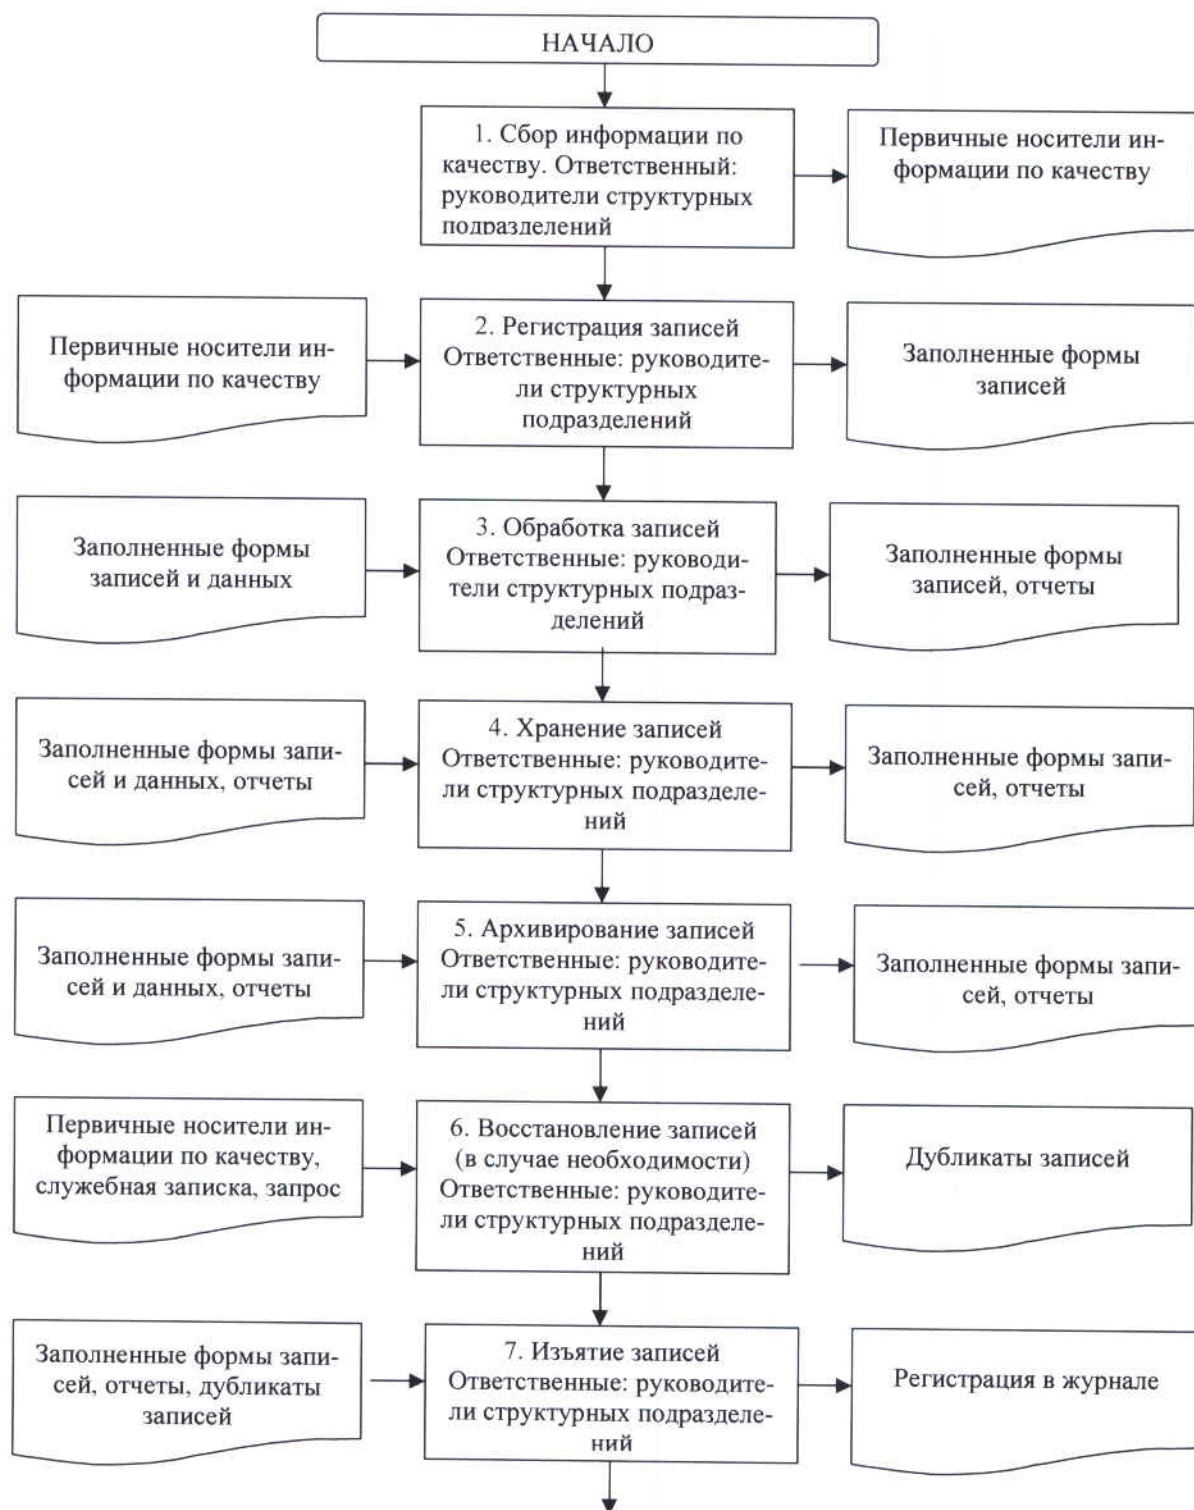 НАЧАЛО
1. Сбор информации по
качеству. Ответственный:
руководители структурных
подразделений
Первичные носители ин-
формации по качеству
Первичные носители ин-
формации по качеству
2. Регистрация записей
Ответственные: руководите-
ли структурных
подразделений
Заполненные формы
записей
Заполненные формы
записей и данных
3. Обработка записей
Ответственные: руководи-
тели структурных подраз-
делений
Заполненные формы
записей, отчеты
Заполненные формы запи-
сей и данных, отчеты
4. Хранение записей
Ответственные: руководите-
ли структурных подразделе-
ний
Заполненные формы запи-
сей, отчеты
Заполненные формы запи-
сей и данных, отчеты
5. Архивирование записей
Ответственные: руководите-
ли структурных подразделе-
ний
Заполненные формы запи-
сей, отчеты
Первичные носители ин-
формации по качеству,
служебная записка, запрос
6. Восстановление записей
(в случае необходимости)
Ответственные: руководите-
ли структурных подразделе-
ний
Дубликаты записей
Заполненные формы запи-
сей, отчеты, дубликаты
записей
7. Изъятие записей
Ответственные: руководите-
ли структурных подразделе-
ний
Регистрация в журнале